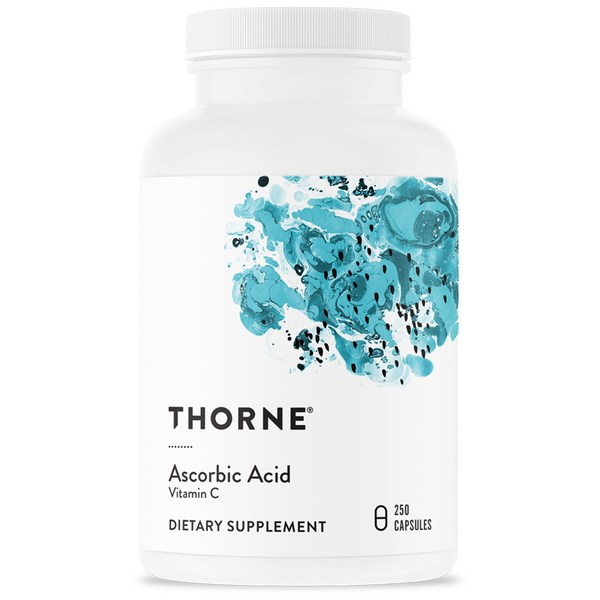 THORNE®
Ascorbic Acid
Vitamin C
DIETARY SUPPLEMENT
250
CAPSULES